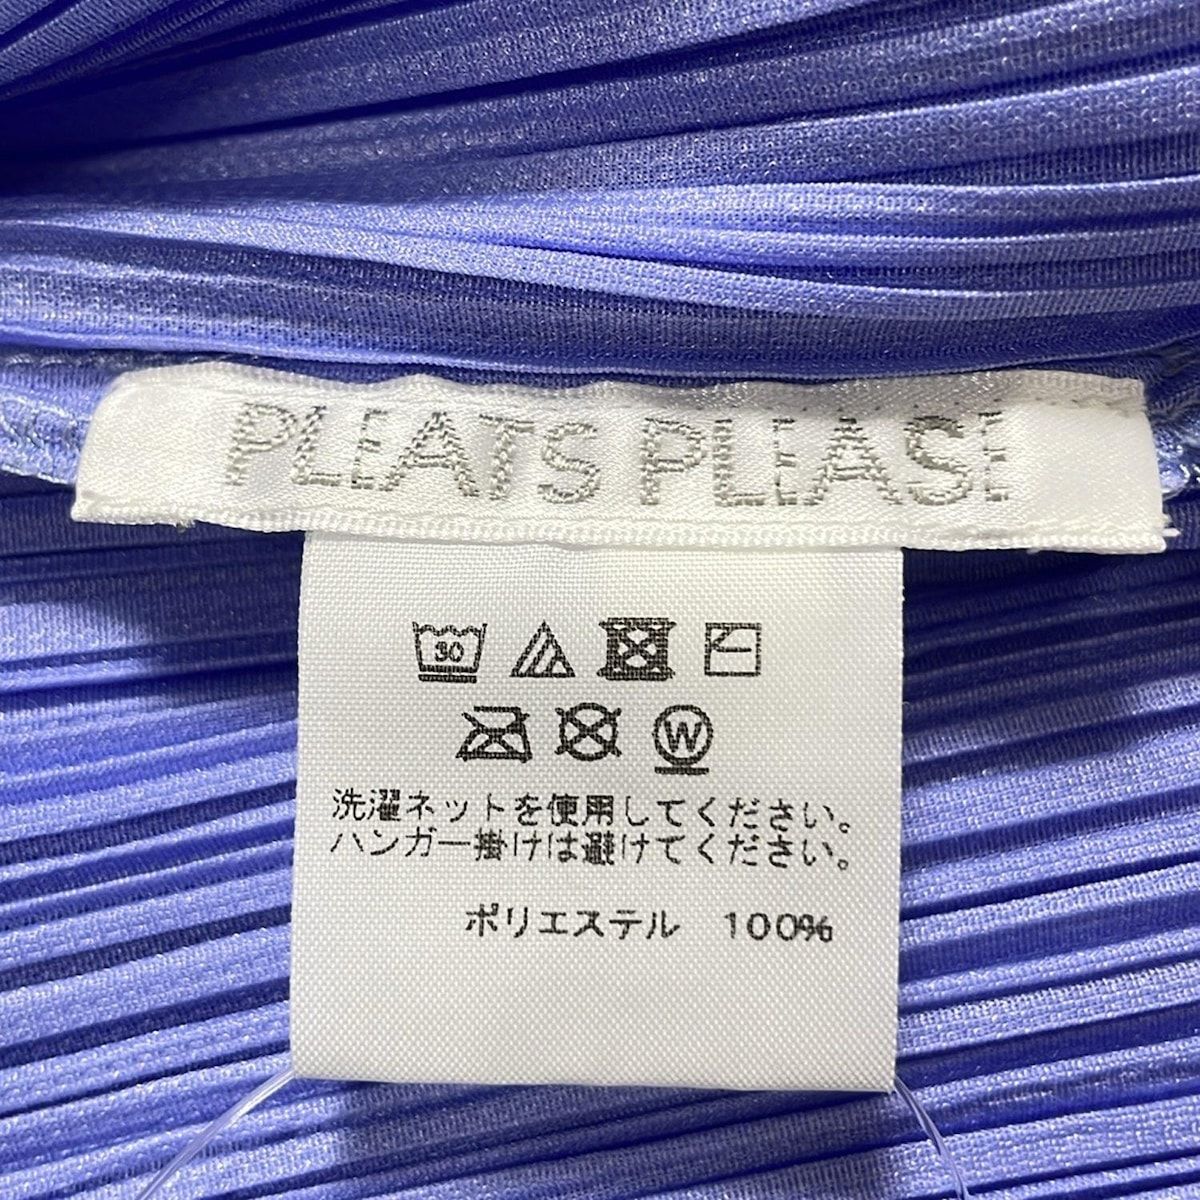 PLEATS PLEASE
30
W
洗濯ネットを使用してください。
ハンガー掛けは避けてください。
ポリエステル 100%